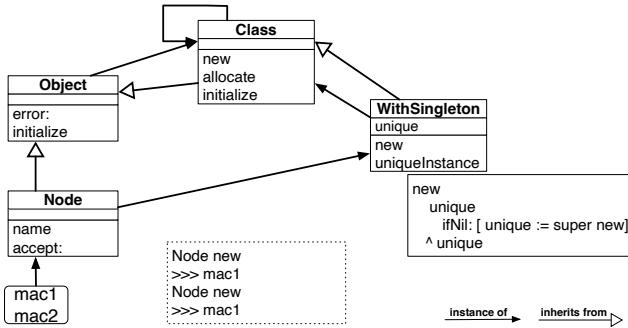 Class
new
allocate
initialize
Object
error:
initialize
WithSingleton
unique
new
uniqueInstance
Node
name
accept:
new
unique
ifNil: [ unique := super new]
^ unique
mac1
mac2
Node new
>>> mac1
Node new
>>> mac1
instance of
inherits from